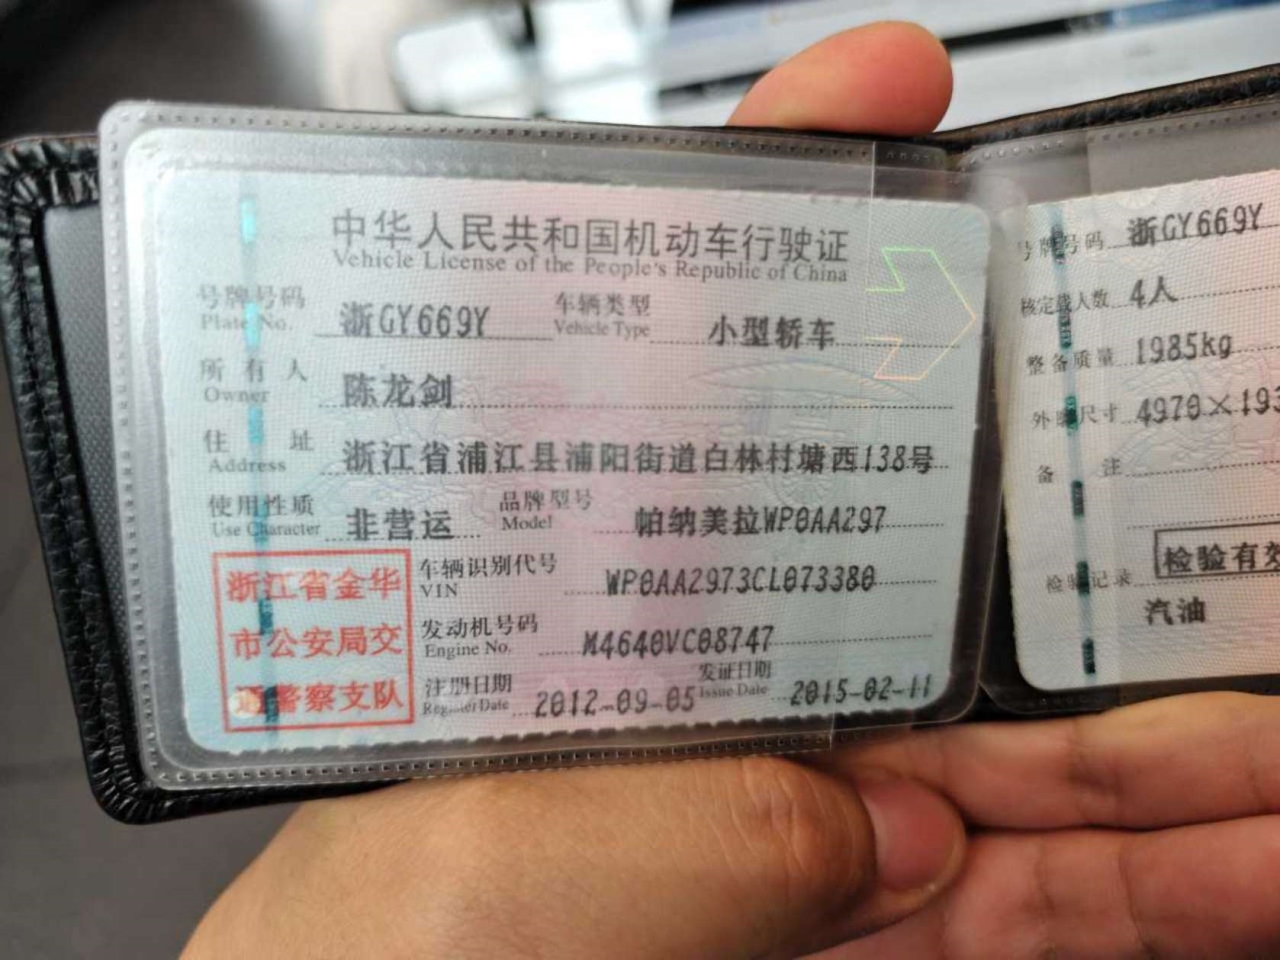 中华人民共和国机动车行驶证
Vehicle License of the People's Republic of China
号牌号码 浙GY669Y 车辆类型 小型轿车
Plate No. Vehicle Type
所有人 陈龙剑
Owner
住址 浙江省浦江县浦阳街道白林村塘西138号
Address
使用性质 非营运 品牌型号 帕纳美拉WP0AA297
Use Character Model
浙江省金华
市公安局交
通警察支队
车辆识别代号 WP0AA2973CL073380
VIN
发动机号码 M4640VC08747
Engine No.
注册日期 2012-09-05 发证日期 2015-02-11
Register Date Issue Date
号牌号码 浙GY669Y
核定载人数 4人
整备质量 1985kg
外廓尺寸 4970×193
备注
检验有效
检验记录
汽油